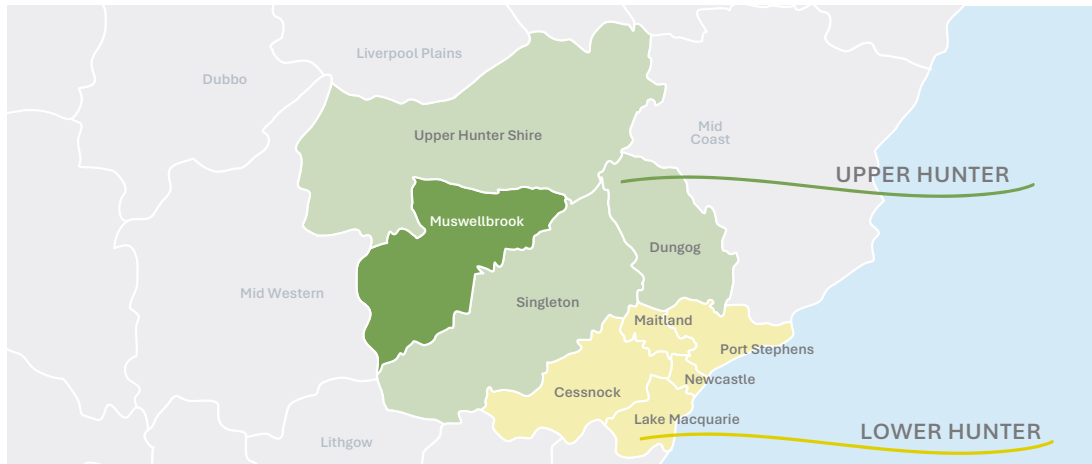 Liverpool Plains
Dubbo
Upper Hunter Shire
Mid
Coast
UPPER HUNTER
Muswellbrook
Dungog
Mid Western
Singleton
Maitland
Port Stephens
Newcastle
Cessnock
Lake Macquarie
LOWER HUNTER
Lithgow